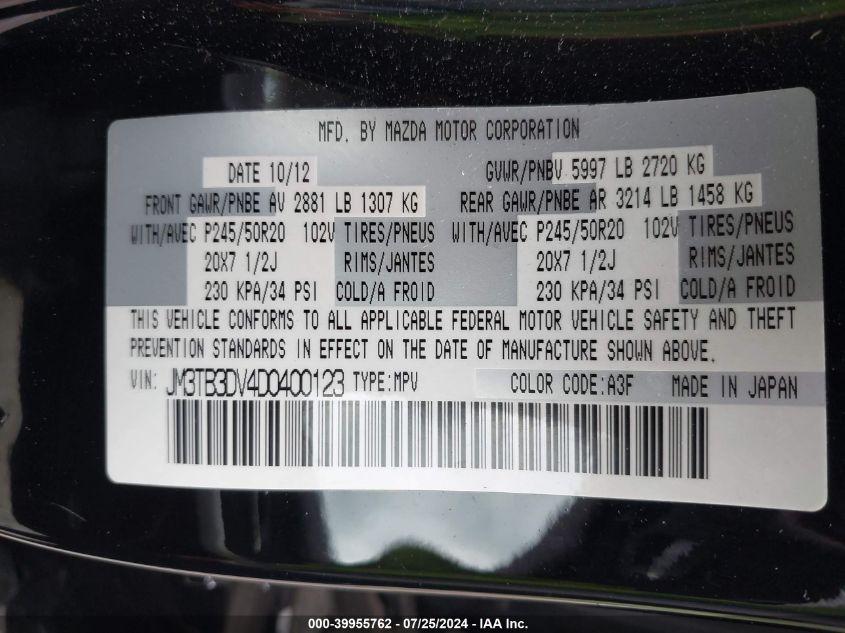 MFD. BY MAZDA MOTOR CORPORATION
DATE 10/12 GVWR/PNBV 5997 LB 2720 KG
FRONT GAWR/PNBE AV 2881 LB 1307 KG REAR GAWR/PNBE AR 3214 LB 1458 KG
WITH/AVEC P245/50R20 102V TIRES/PNEUS WITH/AVEC P245/50R20 102V TIRES/PNEUS
20X7 1/2J RIMS/JANTES 20X7 1/2J RIMS/JANTES
230 KPA/34 PSI COLD/A FROID 230 KPA/34 PSI COLD/A FROID
THIS VEHICLE CONFORMS TO ALL APPLICABLE FEDERAL MOTOR VEHICLE SAFETY AND THEFT
PREVENTION STANDARDS IN EFFECT ON THE DATE OF MANUFACTURE SHOWN ABOVE.
VIN: JM3TB3DV4D0400123 TYPE:MPV COLOR CODE:A3F MADE IN JAPAN
000-39955762 - 07/25/2024 - IAA Inc.